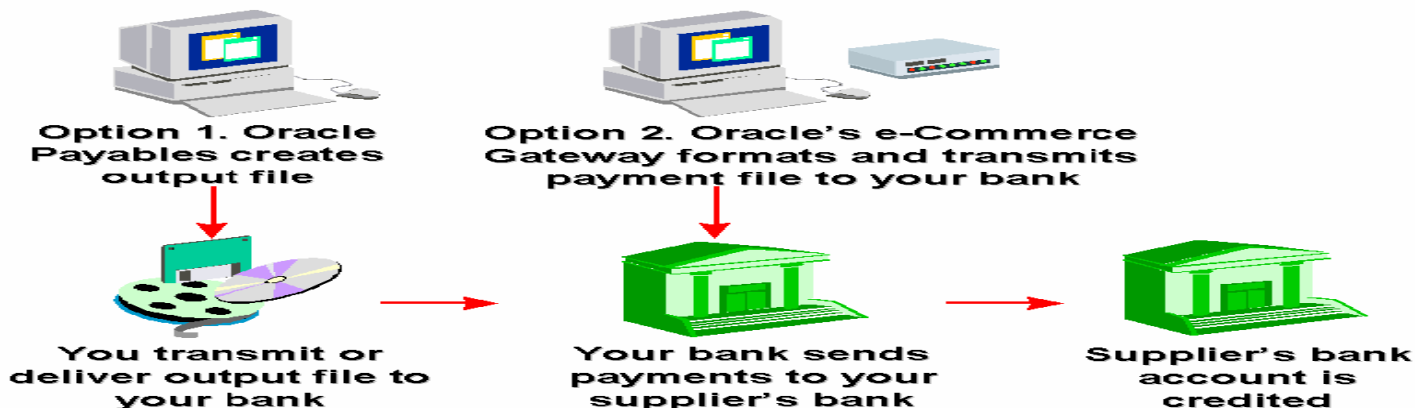 Option 1. Oracle
Payables creates
output file
Option 2. Oracle's e-Commerce
Gateway formats and transmits
payment file to your bank
You transmit or
deliver output file to
your bank
Your bank sends
payments to your
supplier's bank
Supplier's bank
account is
credited